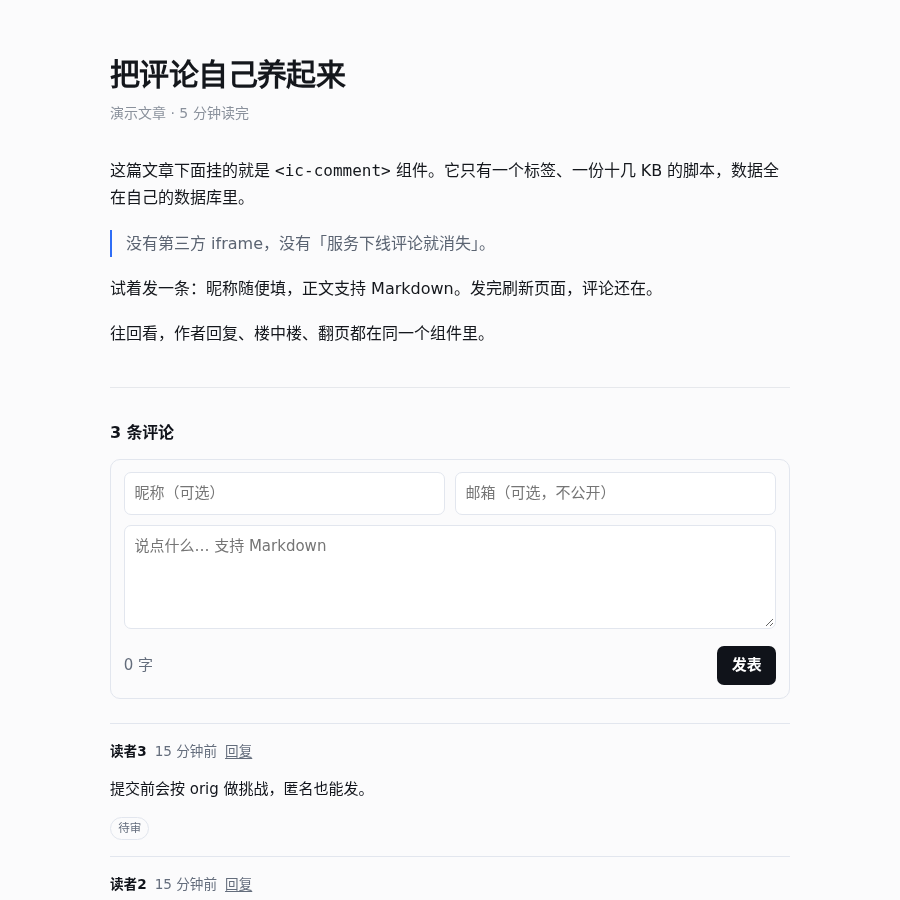 把评论自己养起来
演示文章 · 5 分钟读完
这篇文章下面挂的就是 <ic-comment> 组件。它只有一个标签、一份十几 KB 的脚本，数据全
在自己的数据库里。
没有第三方 iframe，没有「服务下线评论就消失」。
试着发一条：昵称随便填，正文支持 Markdown。发完刷新页面，评论还在。
往回看，作者回复、楼中楼、翻页都在同一个组件里。
3 条评论
昵称（可选）
邮箱（可选，不公开）
说点什么… 支持 Markdown
0 字
发表
读者3 15 分钟前 回复
提交前会按 orig 做挑战，匿名也能发。
待审
读者2 15 分钟前 回复